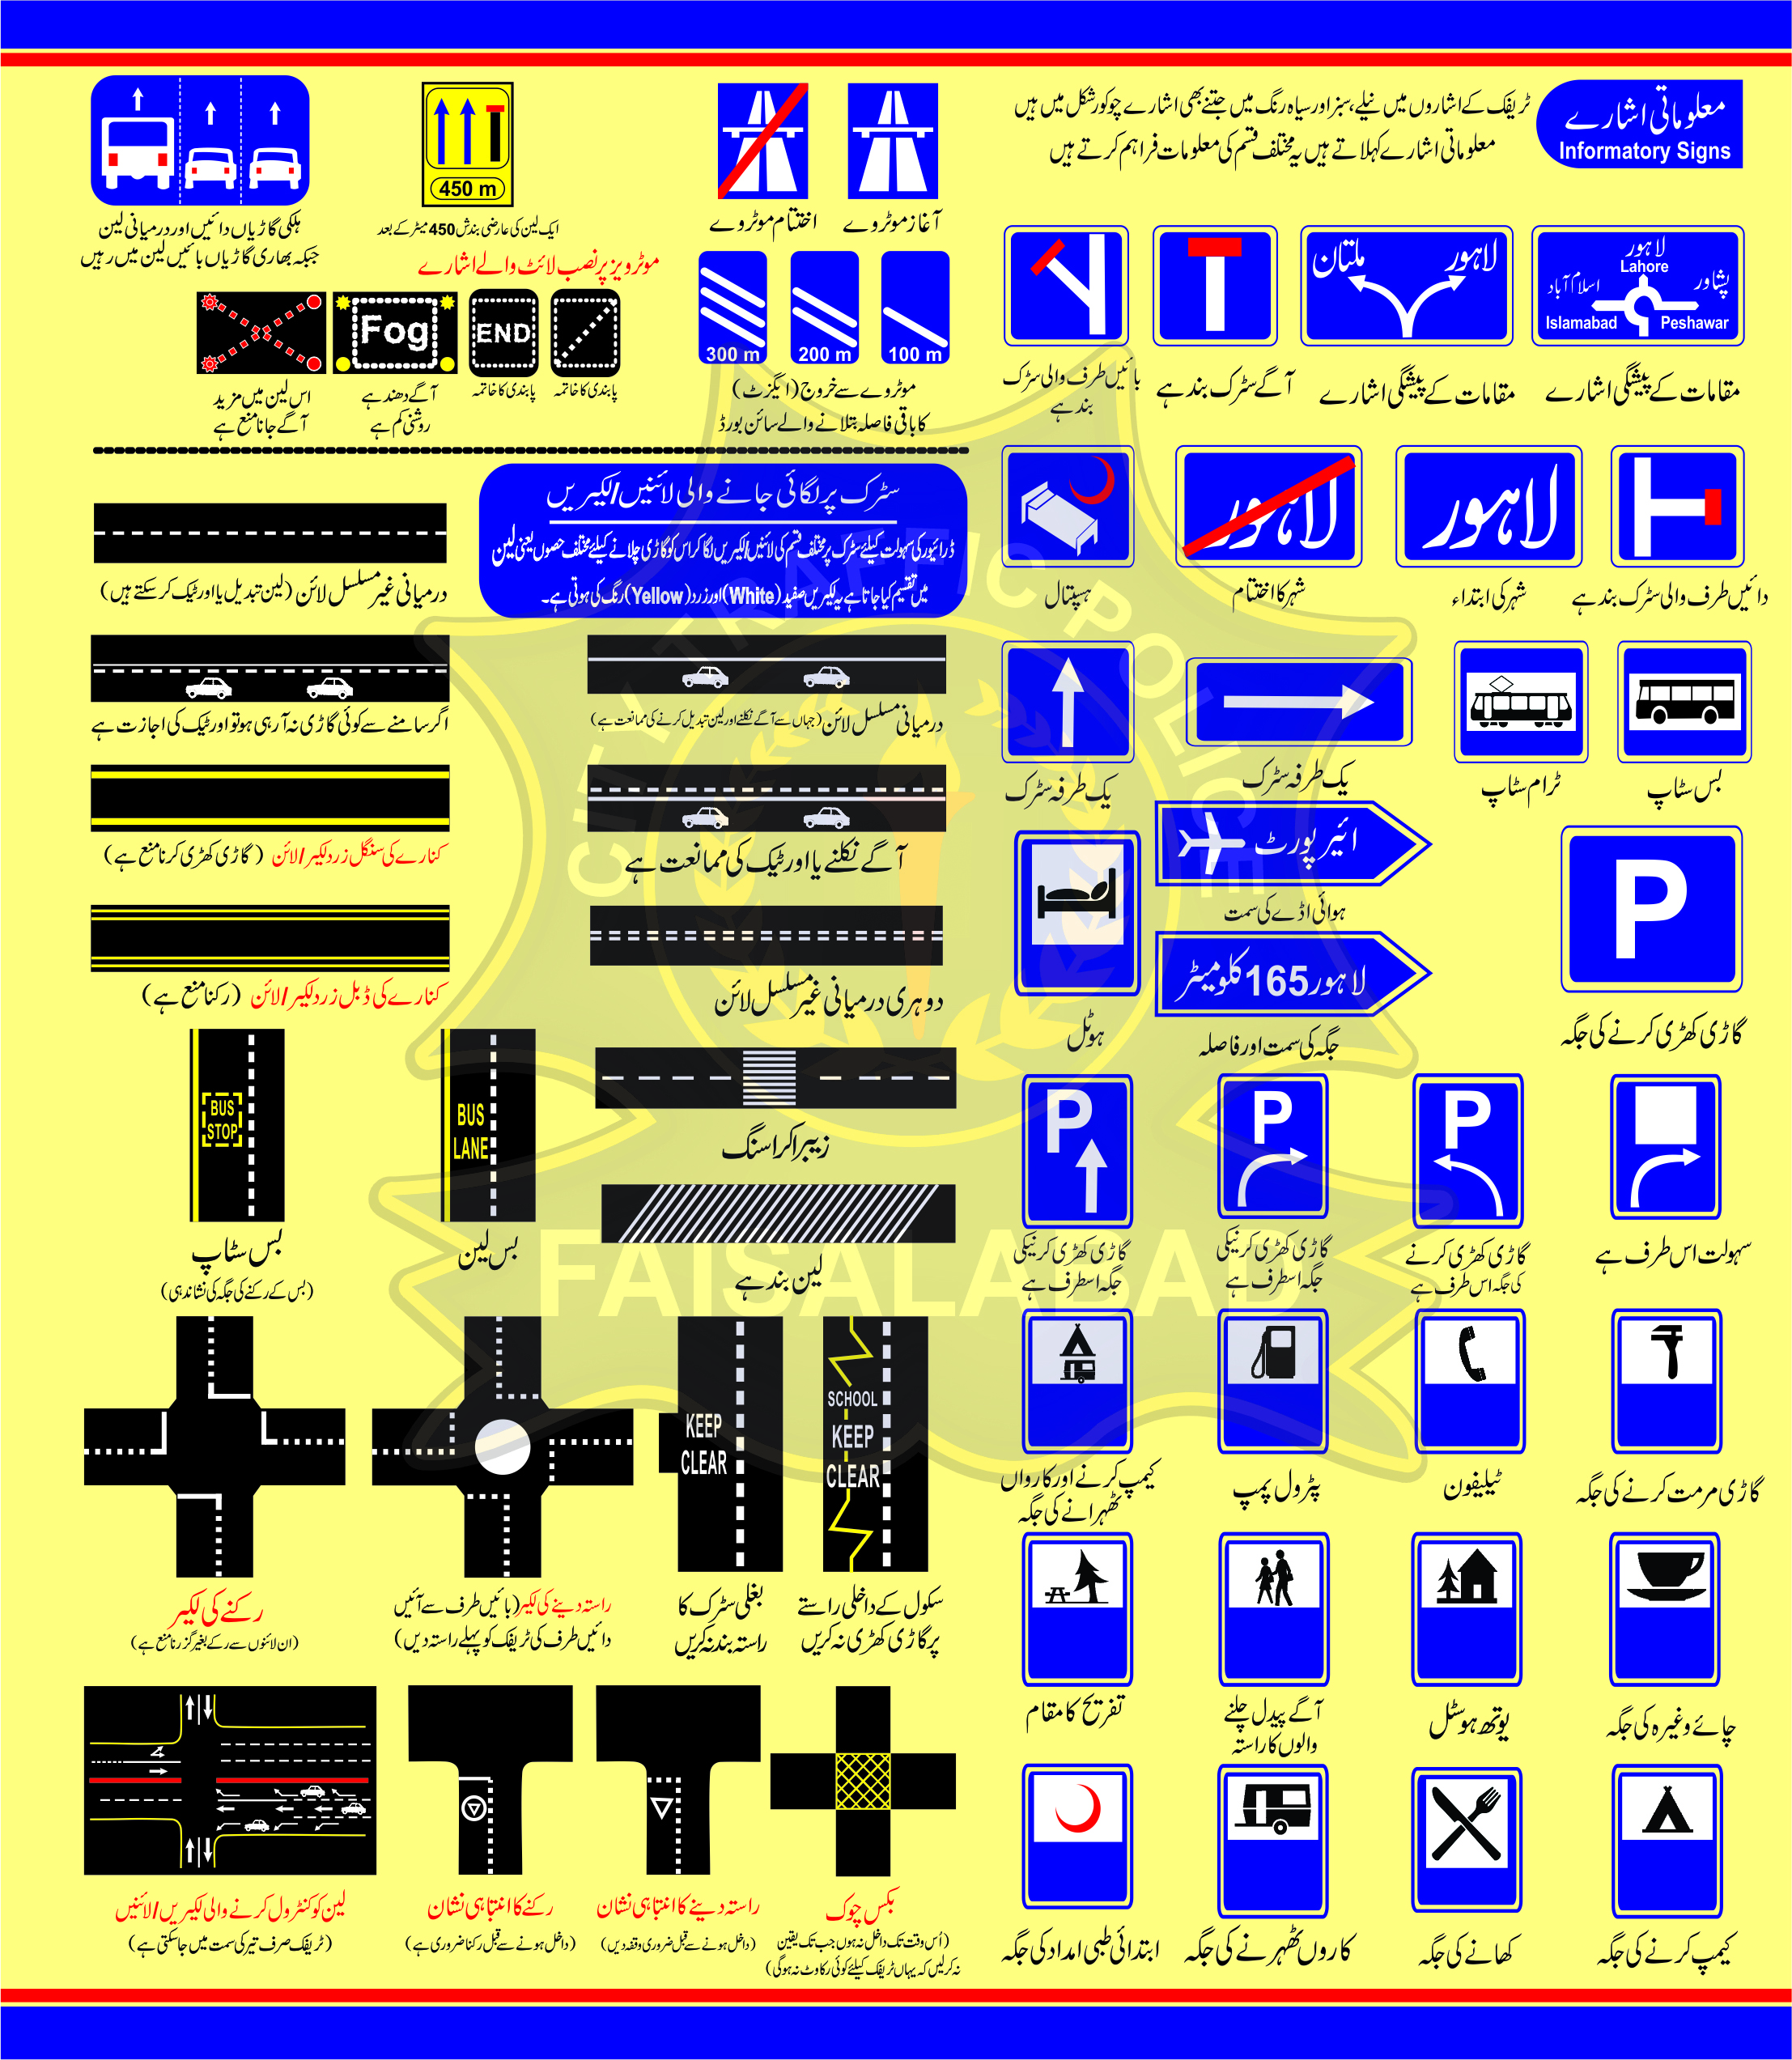 معلوماتی اشارے
Informatory Signs
ٹریفک کے اشاروں میں نیلے، سبز اور سیاہ رنگ میں جتنے بھی اشارے چوکور شکل میں ہیں
معلوماتی اشارے کہلاتے ہیں یہ مختلف قسم کی معلومات فراہم کرتے ہیں
لاہور
Lahore
پشاور
اسلام آباد
Islamabad
Peshawar
مقامات کے پیشگی اشارے
لاہور
ملتان
مقامات کے پیشگی اشارے
آگے سڑک بند ہے
بائیں طرف والی سڑک
بند ہے
دائیں طرف والی سڑک بند ہے
لاہور
شہر کی ابتداء
لاہور
شہر کا اختتام
ہسپتال
بس سٹاپ
ٹرام سٹاپ
یک طرفہ سڑک
یک طرفہ سڑک
P
گاڑی کھڑی کرنے کی جگہ
ائیر پورٹ
ہوائی اڈے کی سمت
لاہور 165 کلومیٹر
جگہ کی سمت اور فاصلہ
ہوٹل
سہولت اس طرف ہے
P
گاڑی کھڑی کرنے
کی جگہ اس طرف ہے
P
گاڑی کھڑی کرنیکی
جگہ اسطرف ہے
P
گاڑی کھڑی کرنیکی
جگہ اسطرف ہے
گاڑی مرمت کرنے کی جگہ
ٹیلیفون
پٹرول پمپ
کیمپ کرنے اور کارواں
ٹھہرانے کی جگہ
چائے وغیرہ کی جگہ
یوتھ ہوسٹل
آگے پیدل چلنے
والوں کا راستہ
تفریح کا مقام
کیمپ کرنے کی جگہ
کھانے کی جگہ
کاروں ٹھہرنے کی جگہ
ابتدائی طبی امداد کی جگہ
آغاز موٹروے
اختتام موٹروے
450 m
ایک لین کی عارضی بندش 450 میٹر کے بعد
ہلکی گاڑیاں دائیں اور درمیانی لین
جبکہ بھاری گاڑیاں بائیں لین میں رہیں
100 m
200 m
300 m
موٹروے سے خروج (ایگزٹ)
کا باقی فاصلہ بتلانے والے سائن بورڈ
موٹرویز پر نصب لائٹ والے اشارے
پابندی کا خاتمہ
END
پابندی کا خاتمہ
Fog
آگے دھند ہے
روشنی کم ہے
اس لین میں مزید
آگے جانا منع ہے
سڑک پر لگائی جانے والی لائنیں/لکیریں
ڈرائیور کی سہولت کیلئے سڑک پر مختلف قسم کی لائنیں/لکیریں لگا کر اس کو گاڑی چلانے کیلئے مختلف حصوں یعنی لین
میں تقسیم کیا جاتا ہے یہ لکیریں سفید (White) اور زرد (Yellow) رنگ کی ہوتی ہے۔
درمیانی غیر مسلسل لائن (لین تبدیل یا اورٹیک کر سکتے ہیں)
درمیانی مسلسل لائن (جہاں سے آگے نکلنے اور لین تبدیل کرنے کی ممانعت ہے)
اگر سامنے سے کوئی گاڑی نہ آ رہی ہو تو اورٹیک کی اجازت ہے
آگے نکلنے یا اورٹیک کی ممانعت ہے
کنارے کی سنگل زرد لکیر/لائن (گاڑی کھڑی کرنا منع ہے)
دوہری درمیانی غیر مسلسل لائن
کنارے کی ڈبل زرد لکیر/لائن (رکنا منع ہے)
زیبرا کراسنگ
BUS
LANE
بس لین
BUS
STOP
بس سٹاپ
(بس کے رکنے کی جگہ کی نشاندہی)
لین بند ہے
SCHOOL
KEEP
CLEAR
سکول کے داخلی راستے
پر گاڑی کھڑی نہ کریں
KEEP
CLEAR
بغلی سڑک کا
راستہ بند نہ کریں
راستہ دینے کی لکیر (بائیں طرف سے آئیں
دائیں طرف کی ٹریفک کو پہلے راستہ دیں)
رکنے کی لکیر
(ان لائنوں سے رکے بغیر گزرنا منع ہے)
بکس چوک
(اُس وقت تک داخل نہ ہوں جب تک یقین
نہ کرلیں کہ یہاں ٹریفک کیلئے کوئی رکاوٹ نہ ہوگی)
راستہ دینے کا انتباہی نشان
(داخل ہونے سے قبل ضروری وقفہ دیں)
رکنے کا انتباہی نشان
(داخل ہونے سے قبل رکنا ضروری ہے)
لین کو کنٹرول کرنے والی لکیریں/لائنیں
(ٹریفک صرف تیر کی سمت میں جاسکتی ہے)
CITY TRAFFIC POLICE
FAISALABAD